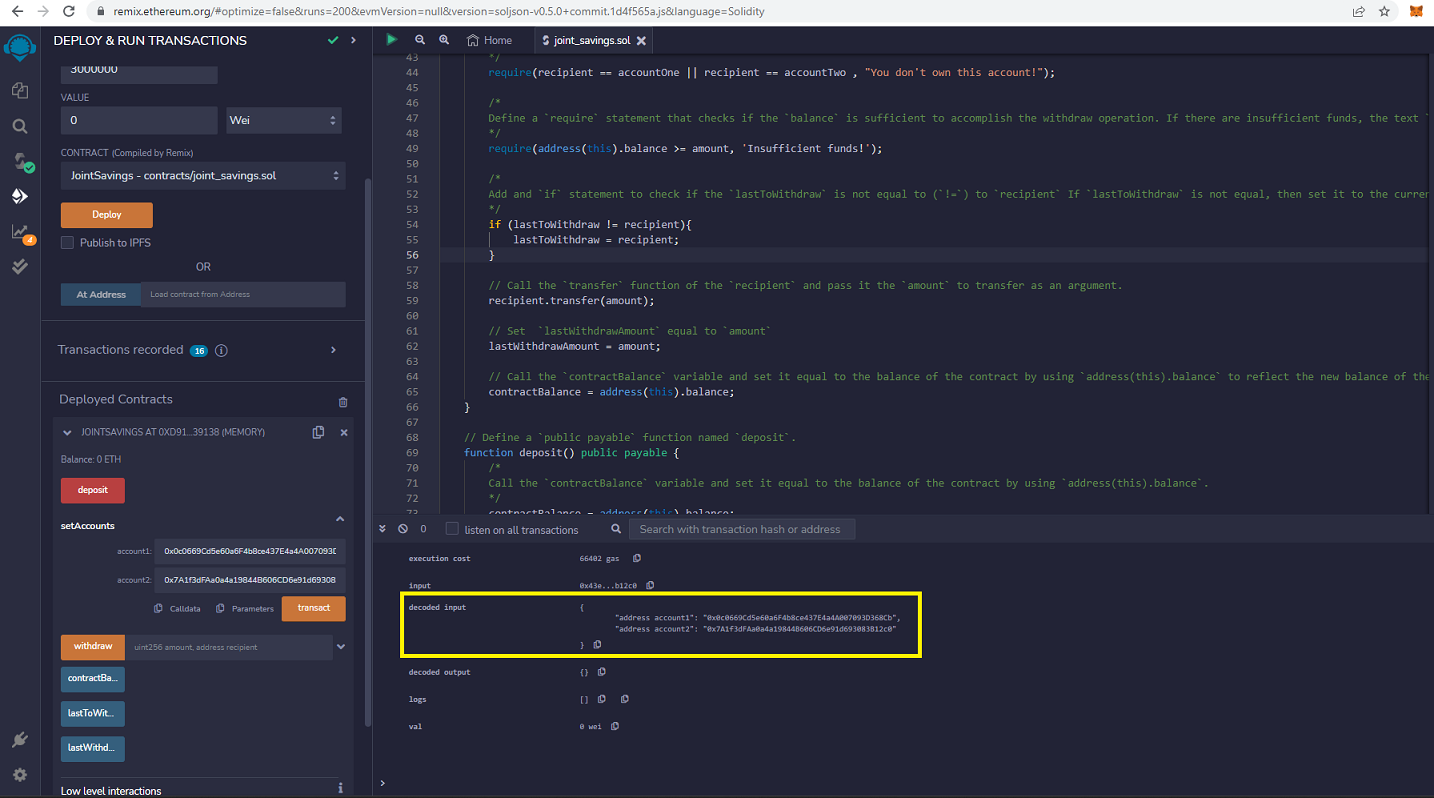 remix.ethereum.org/#optimize=false&runs=200&evmVersion=null&version=soljson-v0.5.0+commit.1d4f565a.js&language=Solidity
DEPLOY & RUN TRANSACTIONS
3000000
VALUE
0
Wei
CONTRACT (Compiled by Remix)
JointSavings - contracts/joint_savings.sol
Deploy
Publish to IPFS
OR
At Address
Load contract from Address
Transactions recorded 16
Deployed Contracts
JOINTSAVINGS AT 0XD91...39138 (MEMORY)
Balance: 0 ETH
deposit
setAccounts
account1: 0x0c0669Cd5e60a6F4b8ce437E4a4A007093D
account2: 0x7A1f3dFAa0a4a19844B606CD6e91d69308
Calldata
Parameters
transact
withdraw
uint256 amount, address recipient
contractBa...
lastToWit...
lastWithd...
Low level interactions
4
Home
joint_savings.sol
43 */
44 require(recipient == accountOne || recipient == accountTwo , "You don't own this account!");
45
46 /*
47 Define a `require` statement that checks if the `balance` is sufficient to accomplish the withdraw operation. If there are insufficient funds, the text `
48 */
49 require(address(this).balance >= amount, 'Insufficient funds!');
50
51 /*
52 Add and `if` statement to check if the `lastToWithdraw` is not equal to (`!=`) to `recipient` If `lastToWithdraw` is not equal, then set it to the curren
53 */
54 if (lastToWithdraw != recipient){
55 lastToWithdraw = recipient;
56 }
57
58 // Call the `transfer` function of the `recipient` and pass it the `amount` to transfer as an argument.
59 recipient.transfer(amount);
60
61 // Set  `lastWithdrawAmount` equal to `amount`
62 lastWithdrawAmount = amount;
63
64 // Call the `contractBalance` variable and set it equal to the balance of the contract by using `address(this).balance` to reflect the new balance of the
65 contractBalance = address(this).balance;
66 }
67
68 // Define a `public payable` function named `deposit`.
69 function deposit() public payable {
70 /*
71 Call the `contractBalance` variable and set it equal to the balance of the contract by using `address(this).balance`.
72 */
73 contractBalance = address(this).balance;
0
listen on all transactions
Search with transaction hash or address
execution cost 66402 gas
input 0x43e...b12c0
decoded input {
"address account1": "0x0c0669Cd5e60a6F4b8ce437E4a4A007093D368Cb",
"address account2": "0x7A1f3dFAa0a4a19844B606CD6e91d693083B12c0"
}
decoded output {}
logs []
val 0 wei
>